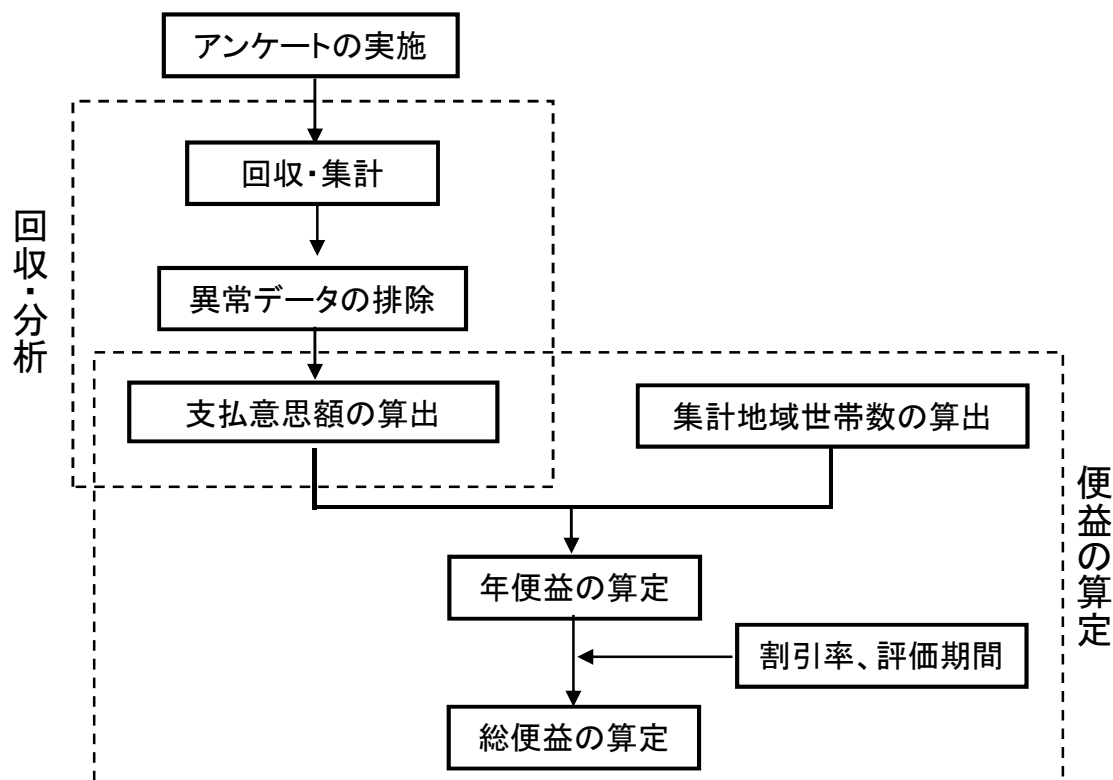 アンケートの実施
回収・集計
回収・分析
異常データの排除
支払意思額の算出
集計地域世帯数の算出
便益の算定
年便益の算定
割引率、評価期間
総便益の算定